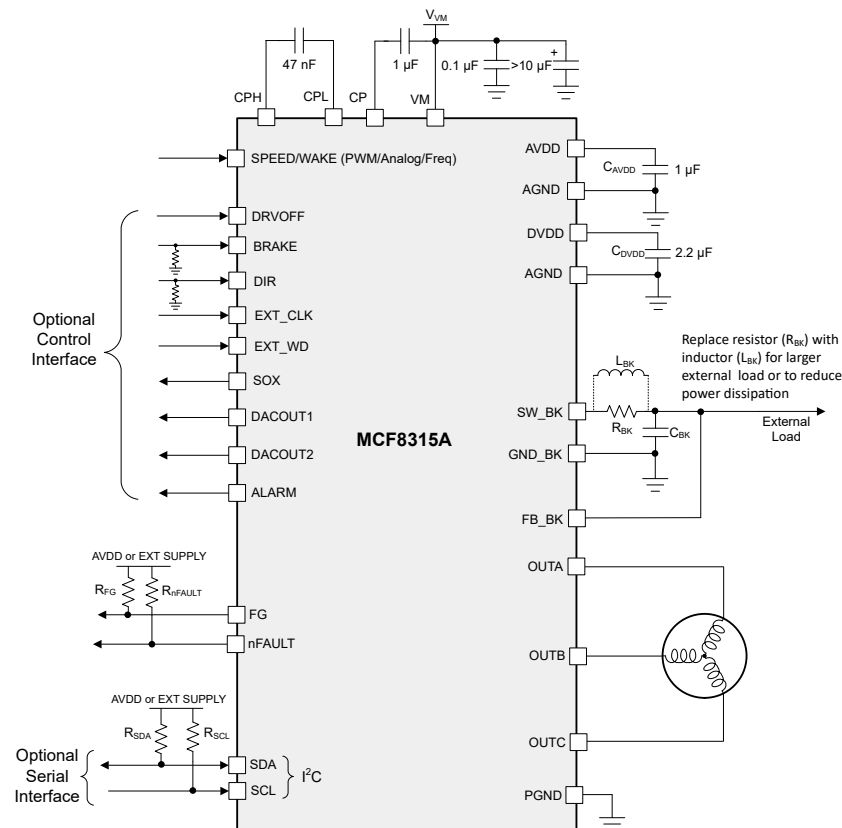 V_VM
47 nF
1 µF
0.1 µF
>10 µF
+
CPH
CPL
CP
VM
SPEED/WAKE (PWM/Analog/Freq)
DRVOFF
BRAKE
DIR
EXT_CLK
EXT_WD
SOX
DACOUT1
DACOUT2
ALARM
Optional
Control
Interface
AVDD or EXT SUPPLY
R_FG
R_nFAULT
FG
nFAULT
AVDD or EXT SUPPLY
R_SDA
R_SCL
Optional
Serial
Interface
SDA
SCL
I²C
MCF8315A
AVDD
C_AVDD
1 µF
AGND
DVDD
C_DVDD
2.2 µF
AGND
Replace resistor (R_BK) with
inductor (L_BK) for larger
external load or to reduce
power dissipation
L_BK
SW_BK
R_BK
C_BK
External
Load
GND_BK
FB_BK
OUTA
OUTB
OUTC
PGND